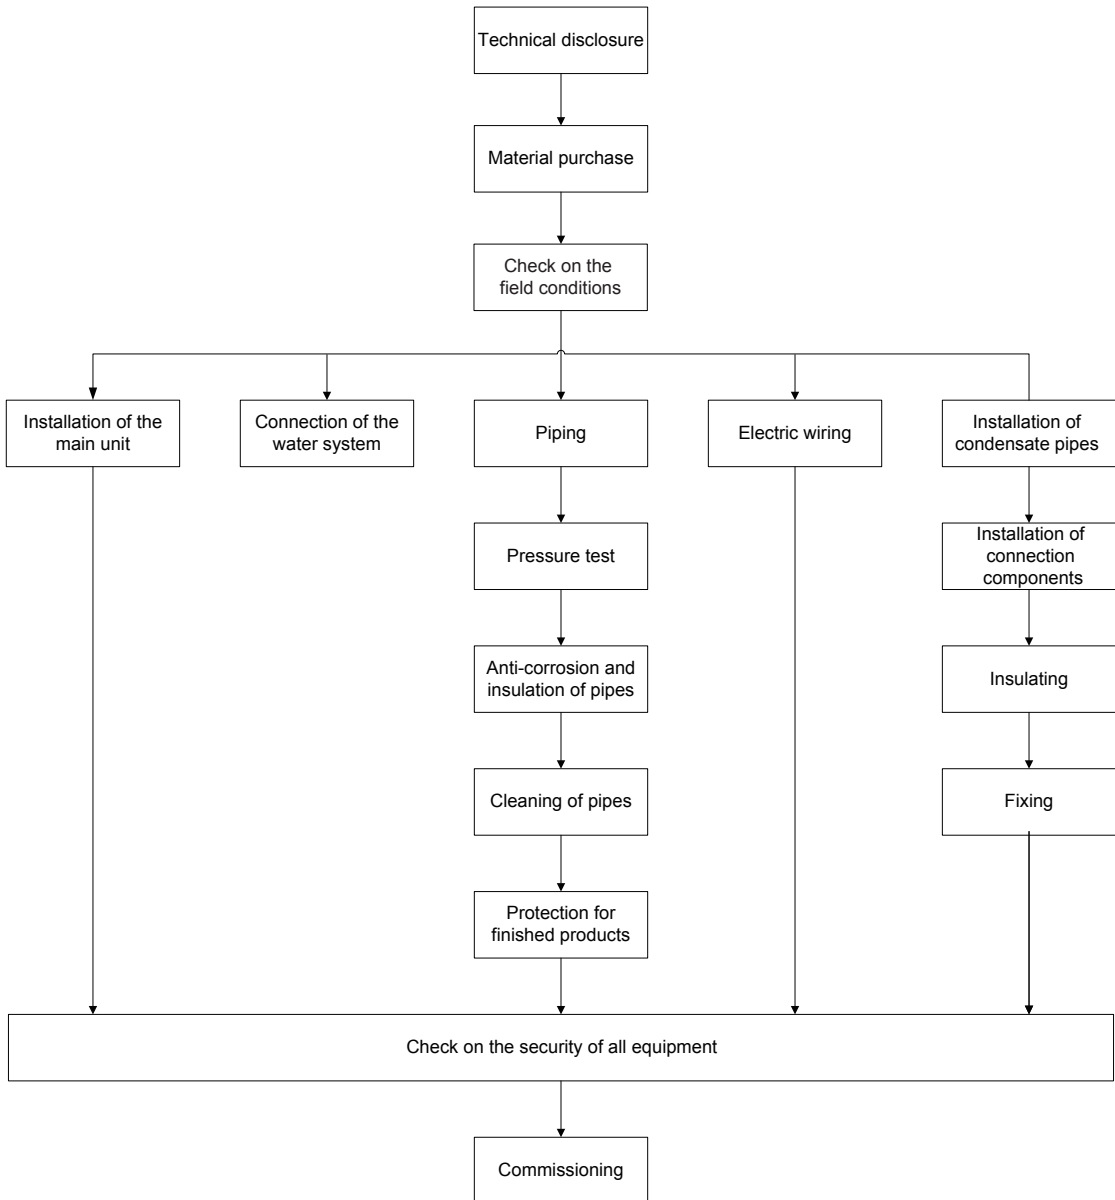 Technical disclosure
Material purchase
Check on the
field conditions
Installation of the
main unit
Connection of the
water system
Piping
Electric wiring
Installation of
condensate pipes
Pressure test
Installation of
connection
components
Anti-corrosion and
insulation of pipes
Insulating
Cleaning of pipes
Fixing
Protection for
finished products
Check on the security of all equipment
Commissioning